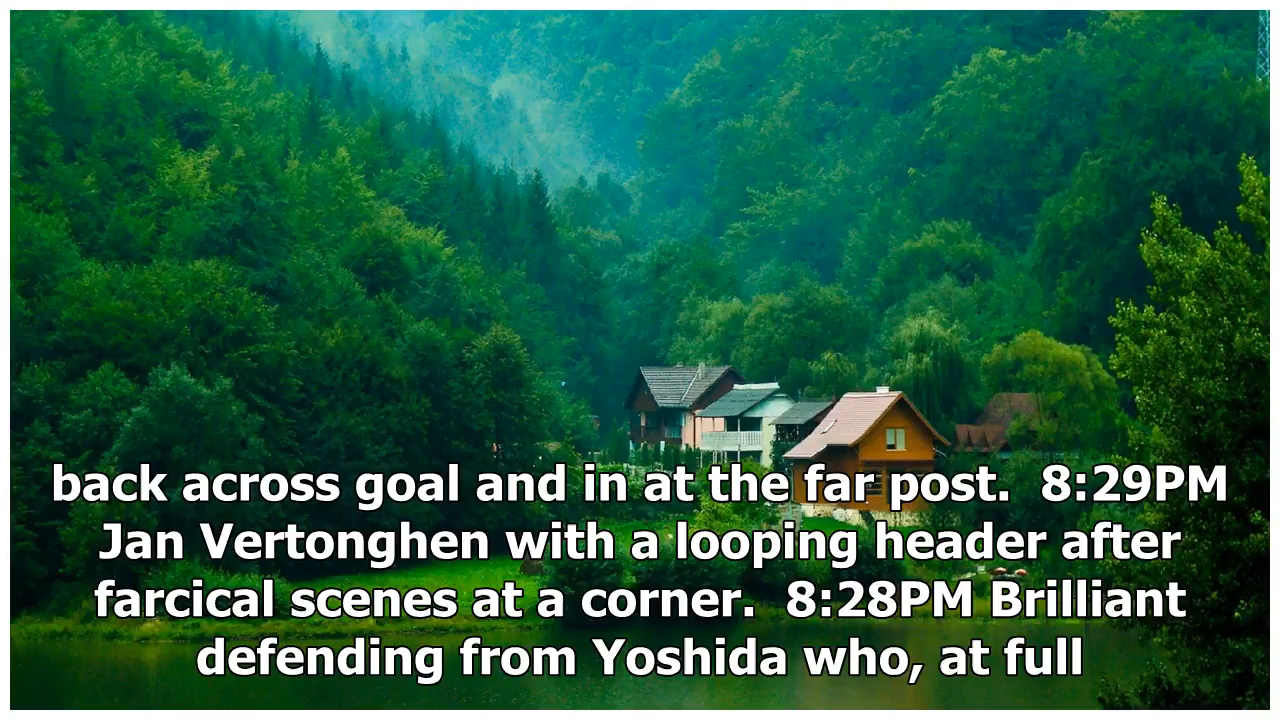 back across goal and in at the far post.  8:29PM
Jan Vertonghen with a looping header after
farcical scenes at a corner.  8:28PM Brilliant
defending from Yoshida who, at full